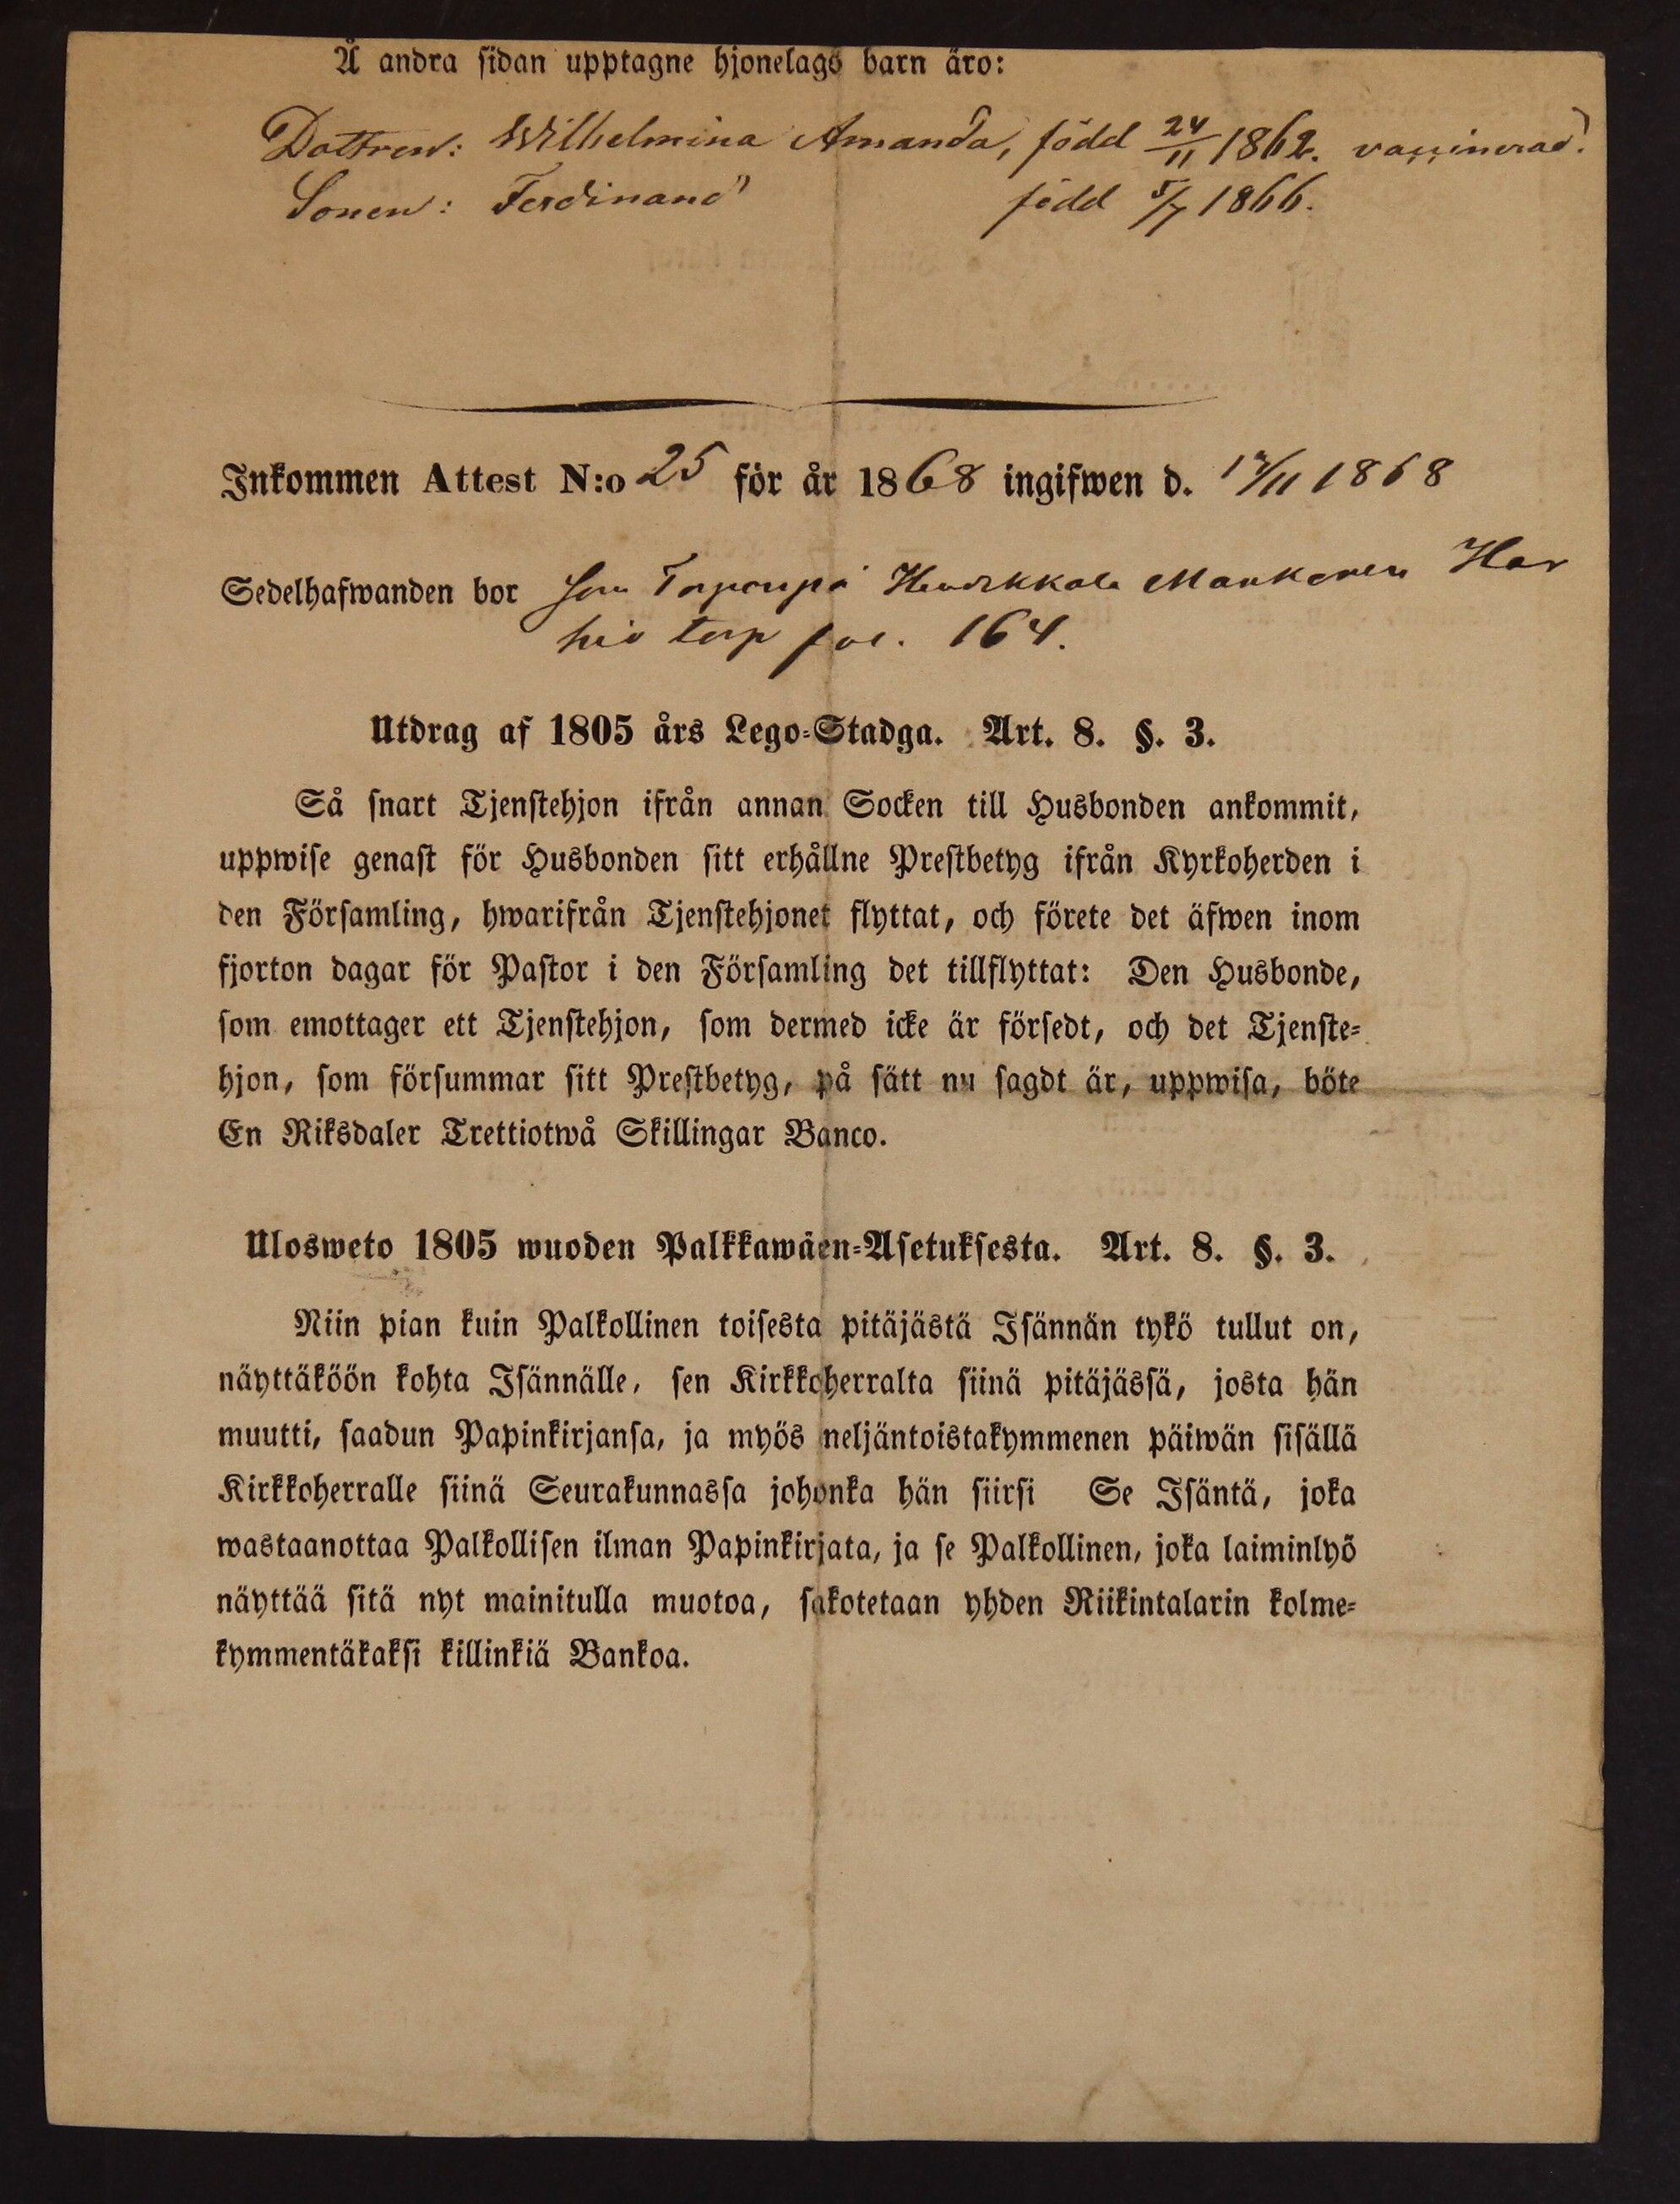 Å andra sidan upptagne hjonelags barn äro:
Dottren: Wilhelmina Amanda, född 24/11 1862. vaccinerad.
Sonen: Ferdinand född 5/7 1866.
Inkommen Attest N:o 25 för år 1868 ingifwen d. 12/11 1868
Sedelhafwanden bor som på Mankonen Har
hio torp fol. 164.
Utdrag af 1805 års Lego-Stadga. Art. 8. §. 3.
Så snart Tjenstehjon ifrån annan Socken till Husbonden ankommit,
uppwise genast för Husbonden sitt erhållne Prestbetyg ifrån Kyrkoherden i
den Församling, hwarifrån Tjenstehjonet flyttat, och förete det äfwen inom
fjorton dagar för Pastor i den Församling det tillflyttat: Den Husbonde,
som emottager ett Tjenstehjon, som dermed icke är försedt, och det Tjenste-
hjon, som försummar sitt Prestbetyg, på sätt nu sagdt är, uppwisa, böte
En Riksdaler Trettiotwå Skillingar Banco.
Ulosweto 1805 wuoden Palkkawäen-Asetuksesta. Art. 8. §. 3.
Niin pian kuin Palkollinen toisesta pitäjästä Isännän tykö tullut on,
näyttäköön kohta Isännälle, sen Kirkkoherralta siinä pitäjässä, josta hän
muutti, saadun Papinkirjansa, ja myös neljäntoistakymmenen päiwän sisällä
Kirkkoherralle siinä Seurakunnassa johonka hän siirsi Se Isäntä, joka
wastaanottaa Palkollisen ilman Papinkirjata, ja se Palkollinen, joka laiminlyö
näyttää sitä nyt mainitulla muotoa, sakotetaan yhden Riikintalarin kolme-
kymmentäkaksi killinkiä Bankoa.